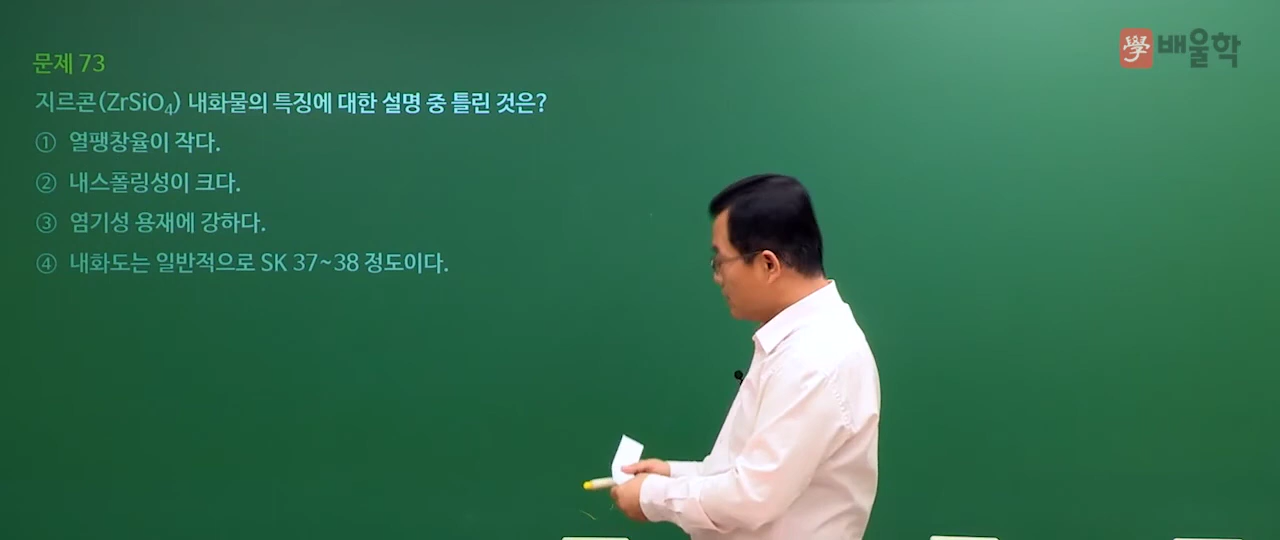 學 배울학
문제 73
지르콘(ZrSiO₄) 내화물의 특징에 대한 설명 중 틀린 것은?
① 열팽창율이 작다.
② 내스폴링성이 크다.
③ 염기성 용재에 강하다.
④ 내화도는 일반적으로 SK 37~38 정도이다.